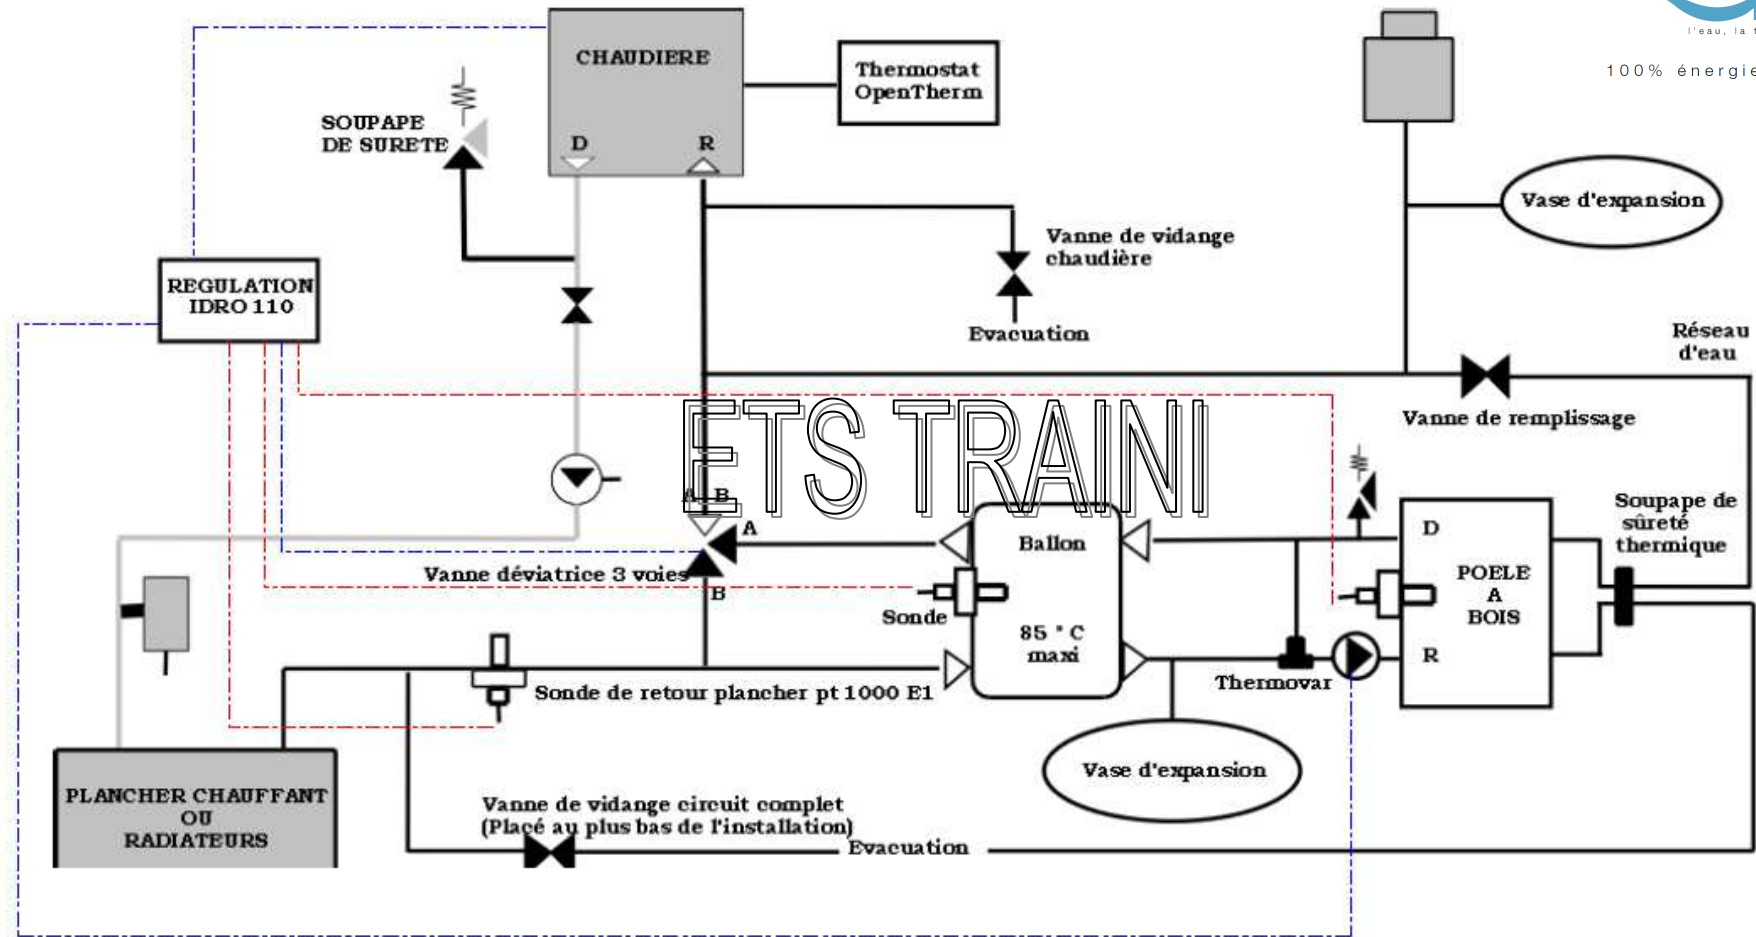 l'eau, la t
100% énergie
CHAUDIERE
Thermostat
OpenTherm
SOUPAPE
DE SURETE
D
R
Vase d'expansion
Vanne de vidange
chaudière
REGULATION
IDRO 110
Evacuation
Réseau
d'eau
Vanne de remplissage
ETS TRAINI
A B
A
Soupape de
sûreté
thermique
D
Ballon
Vanne déviatrice 3 voies
B
POELE
A
BOIS
Sonde
85 ° C
maxi
R
Thermovar
Sonde de retour plancher pt 1000 E1
Vase d'expansion
PLANCHER CHAUFFANT
OU
RADIATEURS
Vanne de vidange circuit complet
(Placé au plus bas de l'installation)
Evacuation